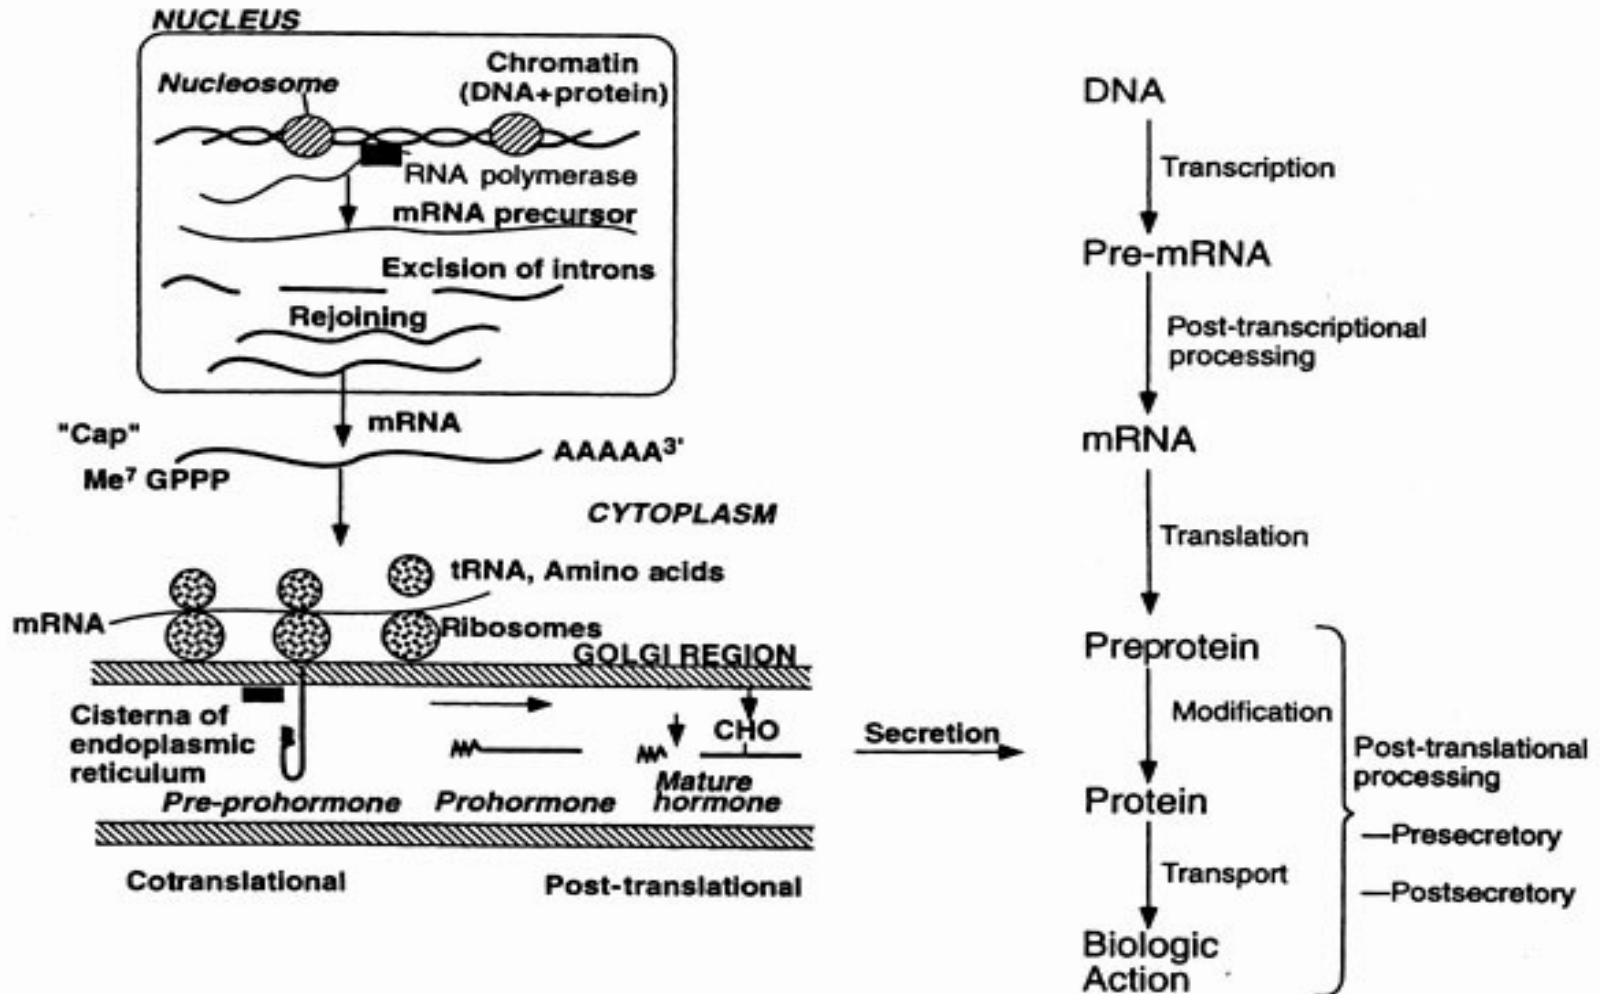 NUCLEUS
Nucleosome
Chromatin
(DNA+protein)
RNA polymerase
mRNA precursor
Excision of introns
Rejoining
mRNA
"Cap"
AAAAA3'
Me7 GPPP
CYTOPLASM
tRNA, Amino acids
mRNA
Ribosomes
GOLGI REGION
Cisterna of
endoplasmic
reticulum
CHO
Pre-prohormone
Prohormone
Mature
hormone
Cotranslational
Post-translational
Secretion
DNA
Transcription
Pre-mRNA
Post-transcriptional
processing
mRNA
Translation
Preprotein
Modification
Protein
Transport
Biologic
Action
Post-translational
processing
—Presecretory
—Postsecretory